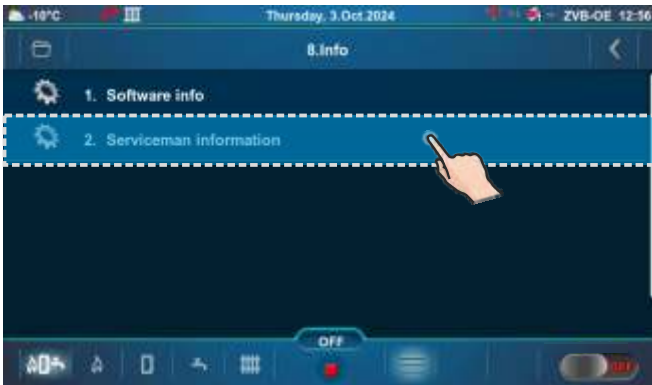 -10°C Thursday, 3.Oct.2024 ZVB-OE 12:56
8.Info
1. Software info
2. Serviceman information
OFF
OFF